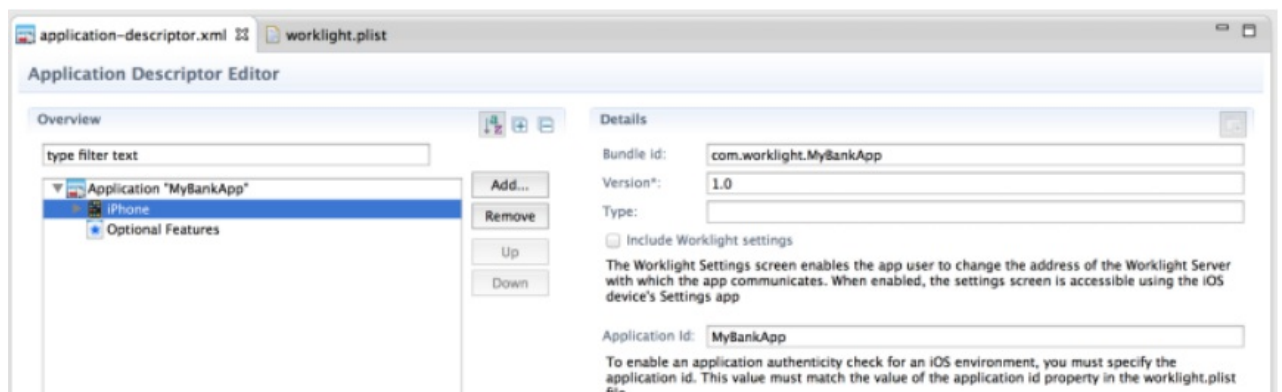 application-descriptor.xml
worklight.plist
Application Descriptor Editor
Overview
type filter text
Application "MyBankApp"
iPhone
Optional Features
Add...
Remove
Up
Down
Details
Bundle id: com.worklight.MyBankApp
Version*: 1.0
Type:
Include Worklight settings
The Worklight Settings screen enables the app user to change the address of the Worklight Server
with which the app communicates. When enabled, the settings screen is accessible using the iOS
device's Settings app
Application Id: MyBankApp
To enable an application authenticity check for an iOS environment, you must specify the
application id. This value must match the value of the application id property in the worklight.plist